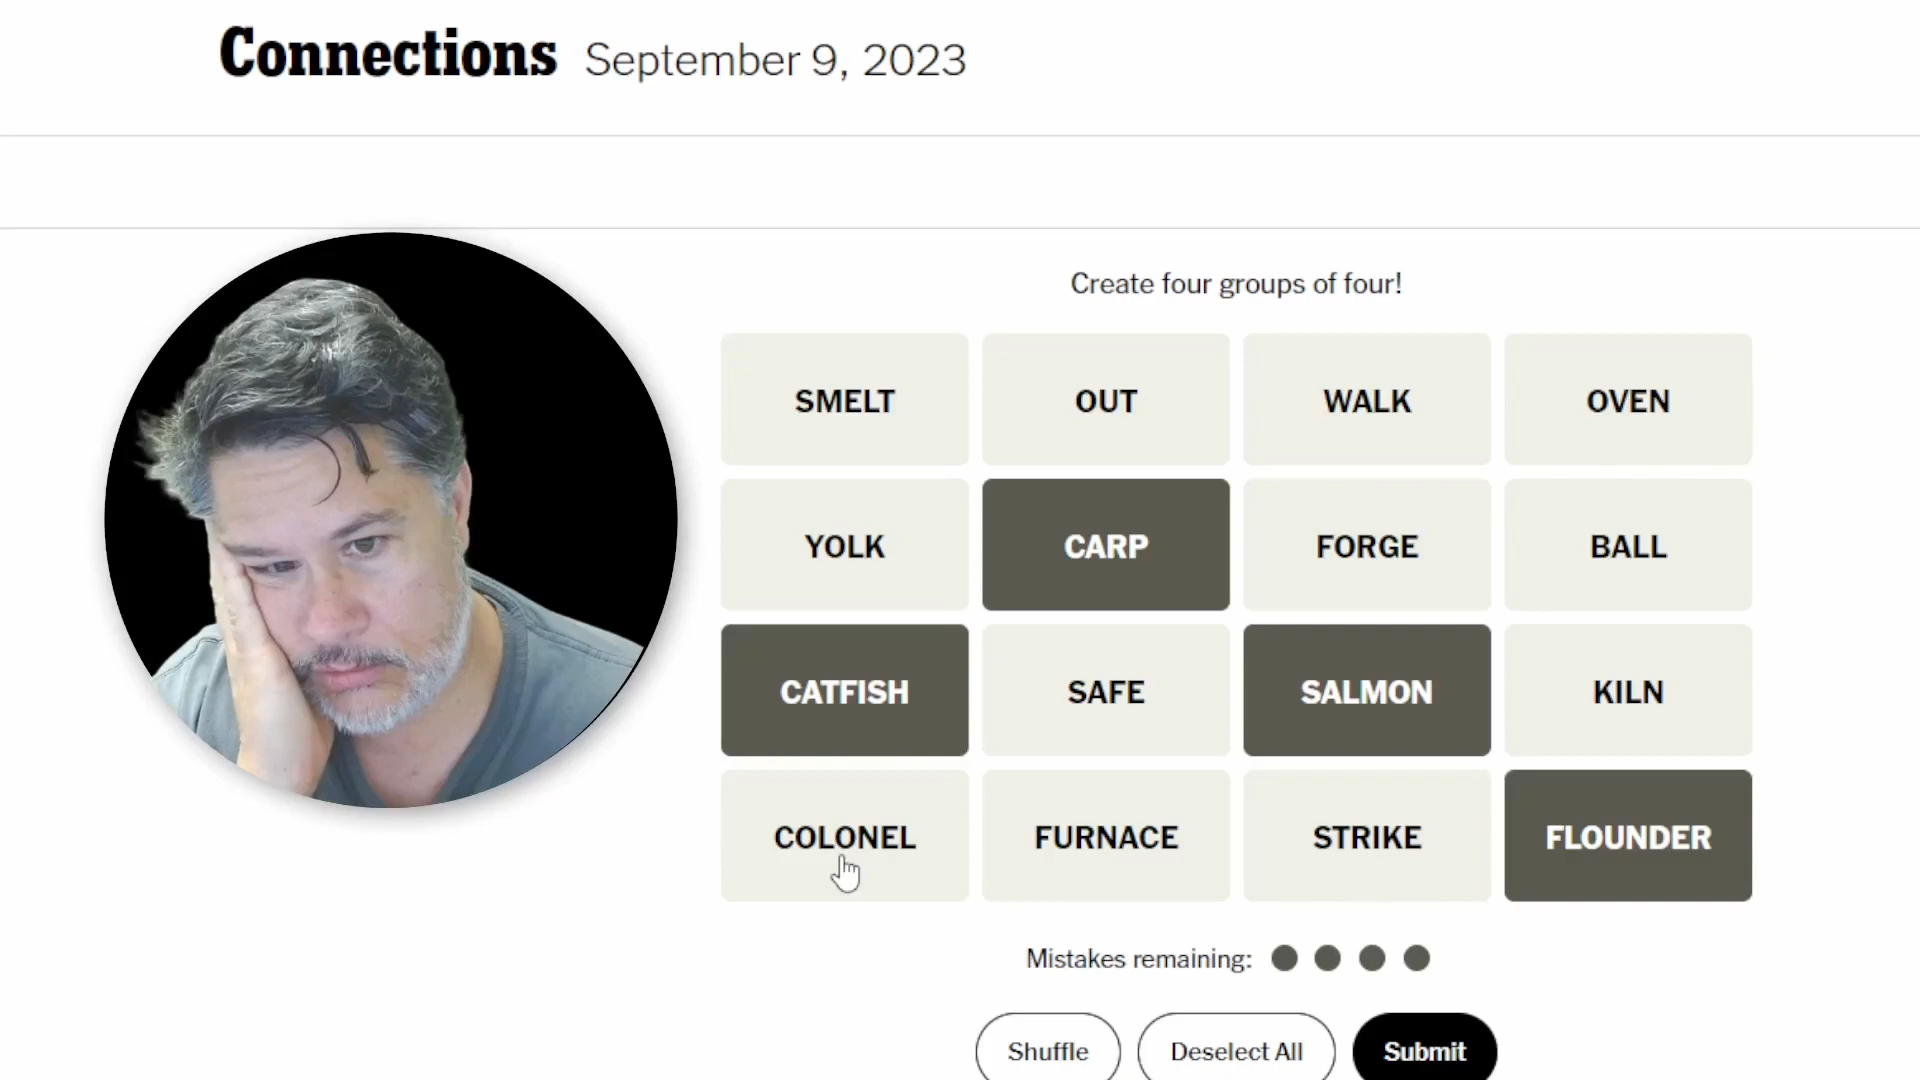 Connections September 9, 2023
Create four groups of four!
SMELT OUT WALK OVEN
YOLK CARP FORGE BALL
CATFISH SAFE SALMON KILN
COLONEL FURNACE STRIKE FLOUNDER
Mistakes remaining:
Shuffle Deselect All Submit